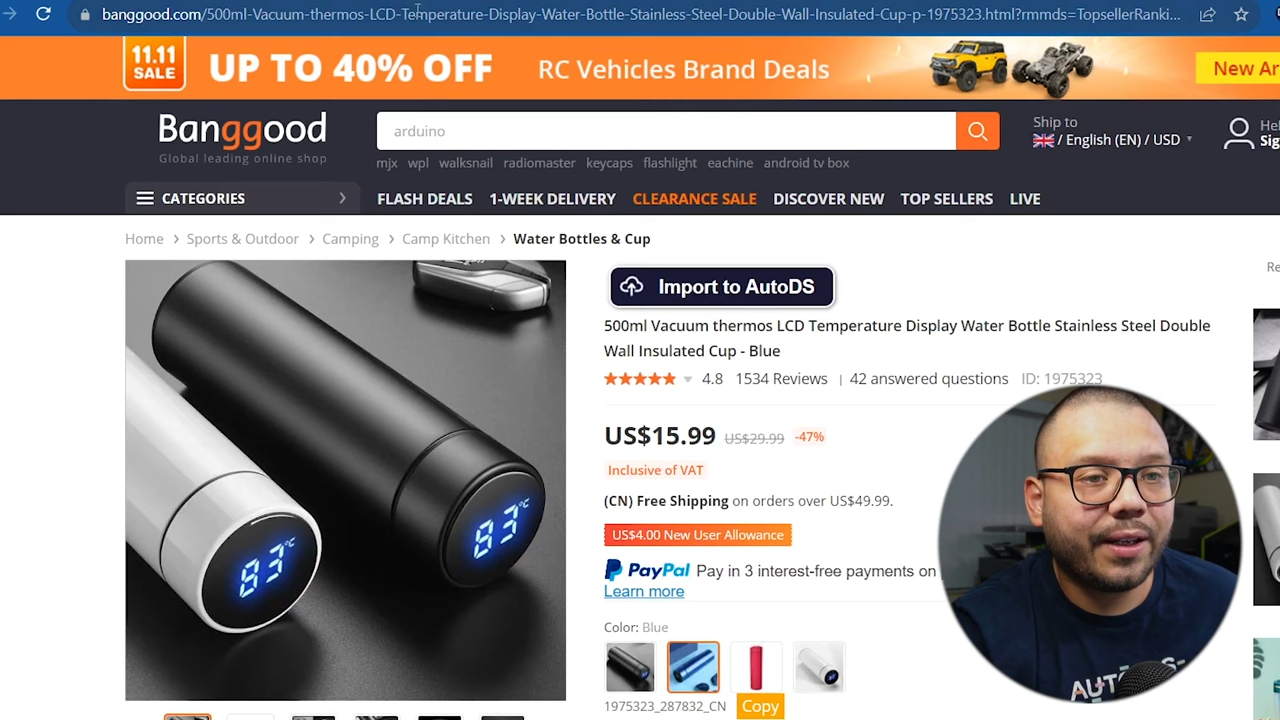 banggood.com/500ml-Vacuum-thermos-LCD-Temperature-Display-Water-Bottle-Stainless-Steel-Double-Wall-Insulated-Cup-p-1975323.html?rmmds=TopsellerRanki...
11.11
SALE
UP TO 40% OFF
RC Vehicles Brand Deals
New Ar
Banggood
Global leading online shop
arduino
mjx wpl walksnail radiomaster keycaps flashlight eachine android tv box
Ship to
/ English (EN) / USD
Hel
Sig
CATEGORIES
FLASH DEALS 1-WEEK DELIVERY CLEARANCE SALE DISCOVER NEW TOP SELLERS LIVE
Home > Sports & Outdoor > Camping > Camp Kitchen > Water Bottles & Cup
Re
Import to AutoDS
500ml Vacuum thermos LCD Temperature Display Water Bottle Stainless Steel Double
Wall Insulated Cup - Blue
4.8 1534 Reviews | 42 answered questions ID: 1975323
US$15.99 US$29.99 -47%
Inclusive of VAT
(CN) Free Shipping on orders over US$49.99.
US$4.00 New User Allowance
PayPal Pay in 3 interest-free payments on
Learn more
Color: Blue
1975323_287832_CN Copy
83°C
83°C